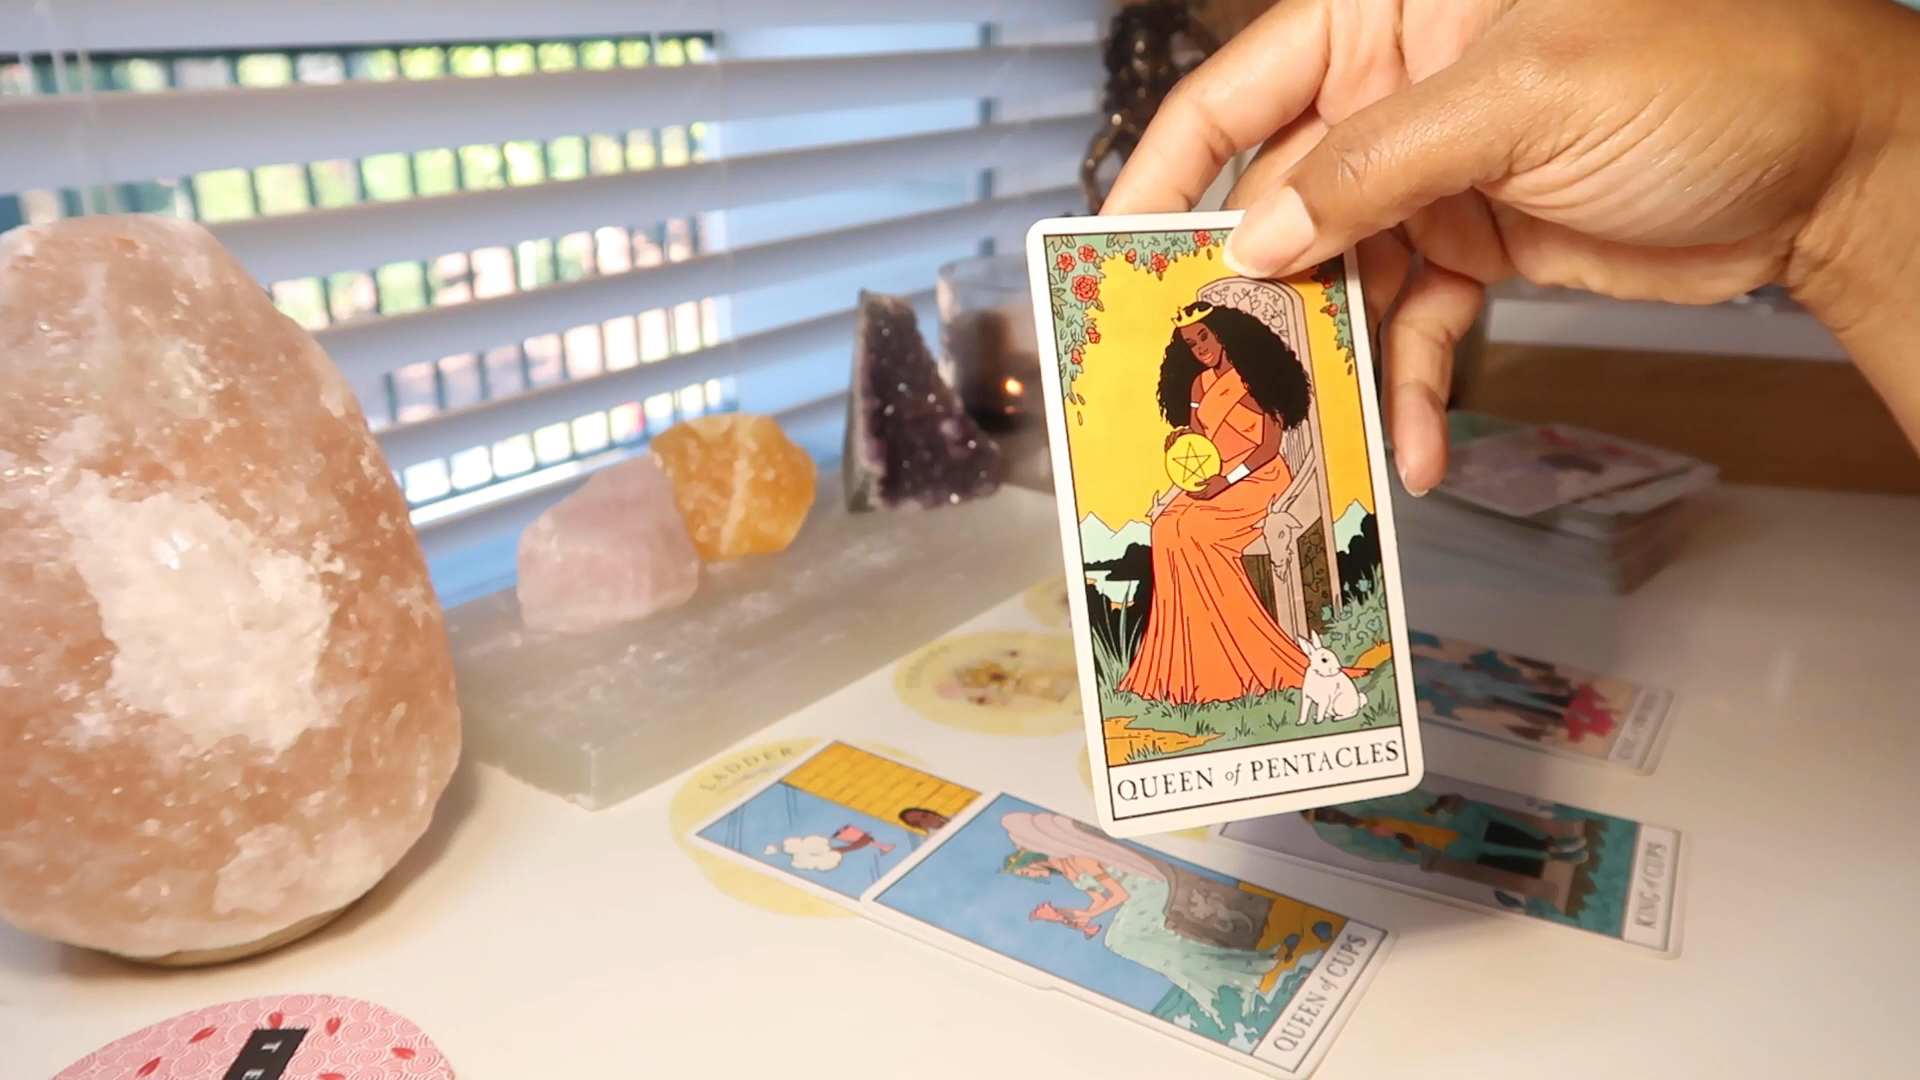 QUEEN of PENTACLES
LADDER
QUEEN of CUPS
KING of CUPS